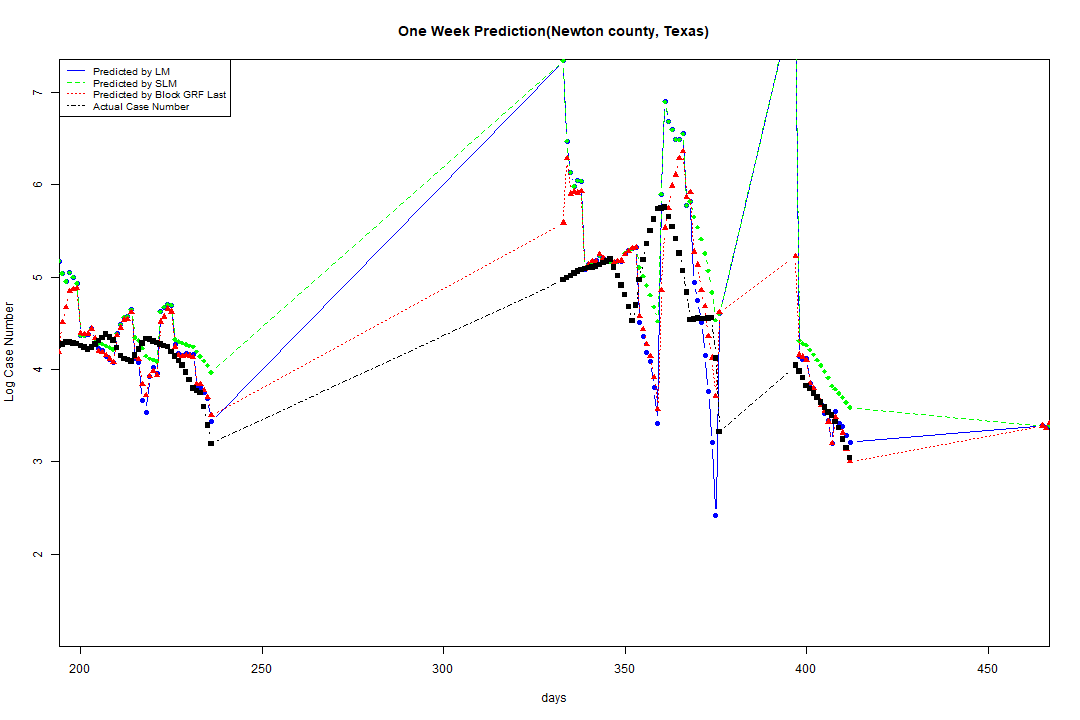 One Week Prediction(Newton county, Texas)
Predicted by LM
Predicted by SLM
Predicted by Block GRF Last
Actual Case Number
Log Case Number
7
6
5
4
3
2
200 250 300 350 400 450
days